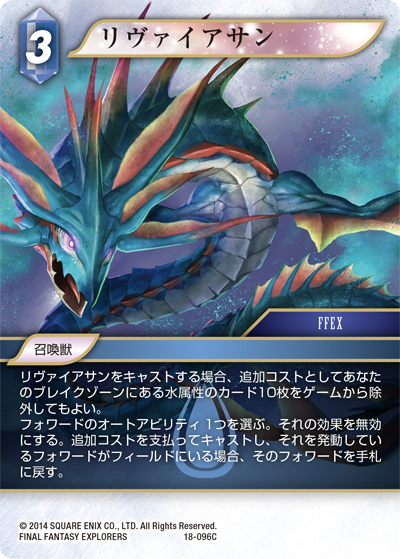 3
リヴァイアサン
FFEX
召喚獣
リヴァイアサンをキャストする場合、追加コストとしてあなた
のブレイクゾーンにある水属性のカード10枚をゲームから除
外してもよい。
フォワードのオートアビリティ1つを選ぶ。それの効果を無効
にする。追加コストを支払ってキャストし、それを発動してい
るフォワードがフィールドにいる場合、そのフォワードを手札
に戻す。
© 2014 SQUARE ENIX CO., LTD. All Rights Reserved.
FINAL FANTASY EXPLORERS 18-096C